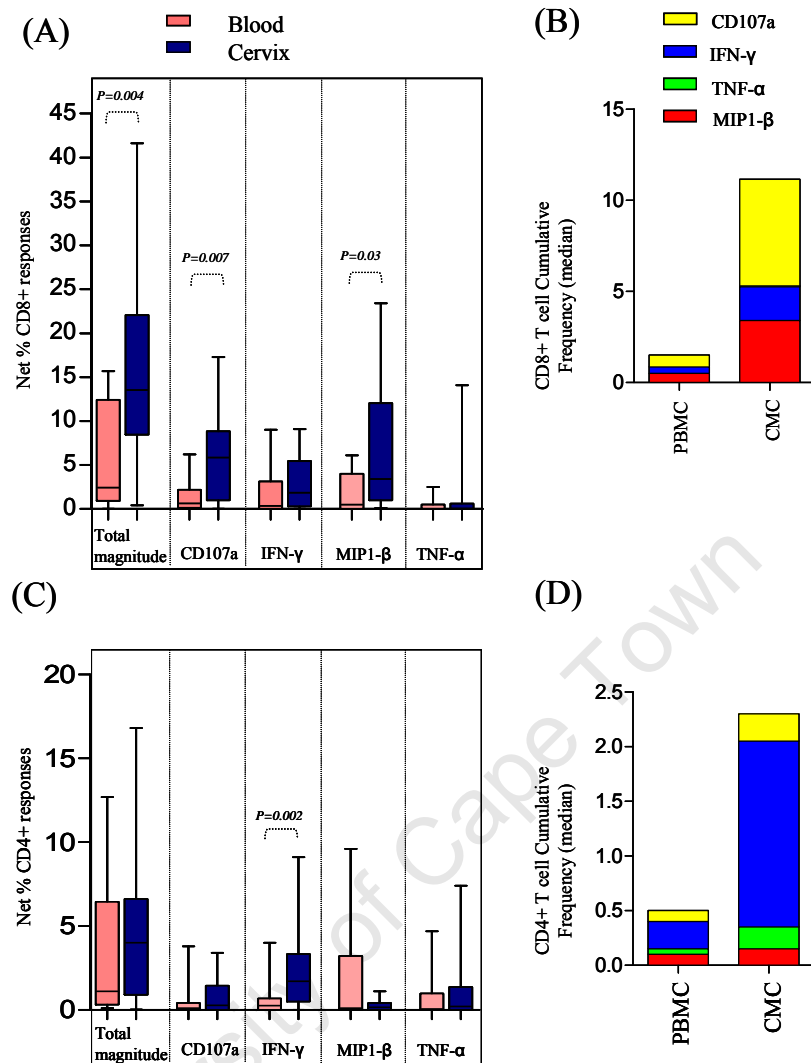 (A)
Blood
Cervix
P=0.004
P=0.007
P=0.03
45
40
35
30
25
20
15
10
5
0
Net % CD8+ responses
Total
magnitude
CD107a
IFN-γ
MIP1-β
TNF-α
(B)
CD107a
IFN-γ
TNF-α
MIP1-β
15
10
5
0
CD8+ T cell Cumulative
Frequency (median)
PBMC
CMC
(C)
20
15
10
5
0
Net % CD4+ responses
P=0.002
Total
magnitude
CD107a
IFN-γ
MIP1-β
TNF-α
(D)
2.5
2.0
1.5
1.0
0.5
0.0
CD4+ T cell Cumulative
Frequency (median)
PBMC
CMC
rsity of Cape Town